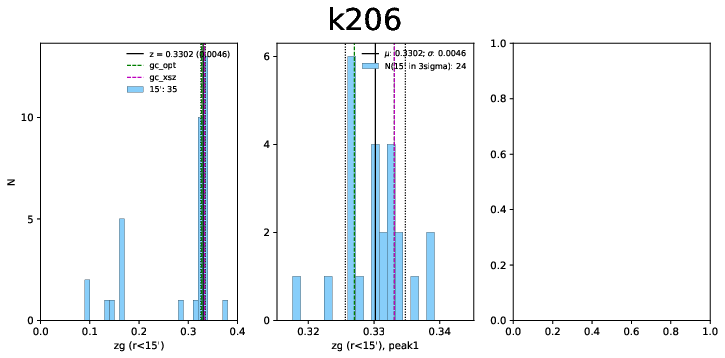 k206
z = 0.3302 (0.0046)
gc_opt
gc_xsz
15': 35
N
0
5
10
0.0 0.1 0.2 0.3 0.4
zg (r<15')
μ: 0.3302; σ: 0.0046
N(15' in 3sigma): 24
0
2
4
6
0.32 0.33 0.34
zg (r<15'), peak1
1.0
0.8
0.6
0.4
0.2
0.0
0.0 0.2 0.4 0.6 0.8 1.0